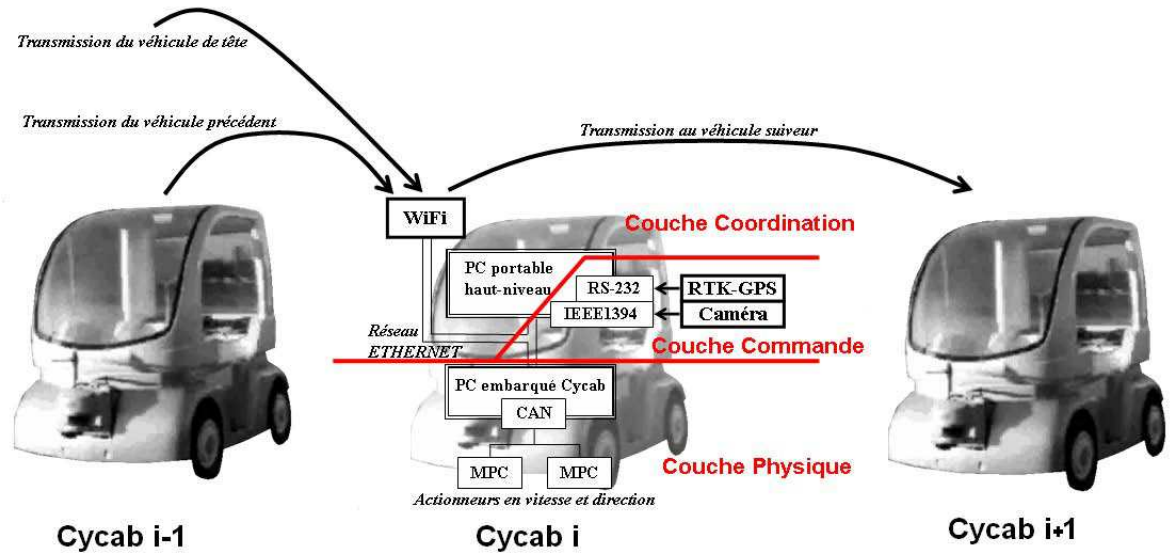 Transmission du véhicule de tête
Transmission du véhicule précédent
Transmission au véhicule suiveur
WiFi
Couche Coordination
PC portable
haut-niveau
RS-232
RTK-GPS
IEEE1394
Caméra
Réseau
ETHERNET
Couche Commande
PC embarqué Cycab
CAN
MPC
MPC
Couche Physique
Actionneurs en vitesse et direction
Cycab i-1
Cycab i
Cycab i+1